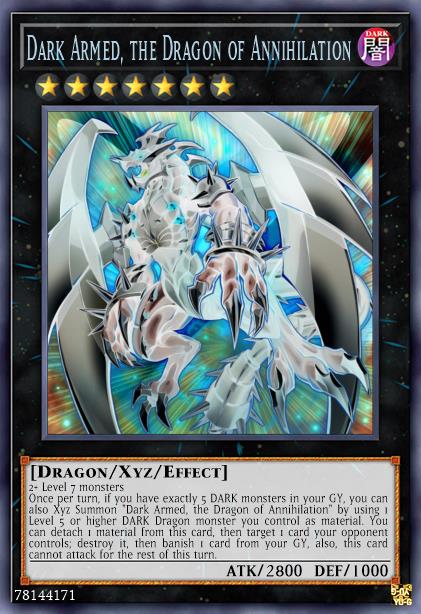 DARK ARMED, THE DRAGON OF ANNIHILATION
DARK
闇
[DRAGON/XYZ/EFFECT]
2+ Level 7 monsters
Once per turn, if you have exactly 5 DARK monsters in your GY, you can
also Xyz Summon "Dark Armed, the Dragon of Annihilation" by using 1
Level 5 or higher DARK Dragon monster you control as material. You
can detach 1 material from this card, then target 1 card your opponent
controls; destroy it, then banish 1 card from your GY, also, this card
cannot attack for the rest of this turn.
ATK/2800 DEF/1000
78144171